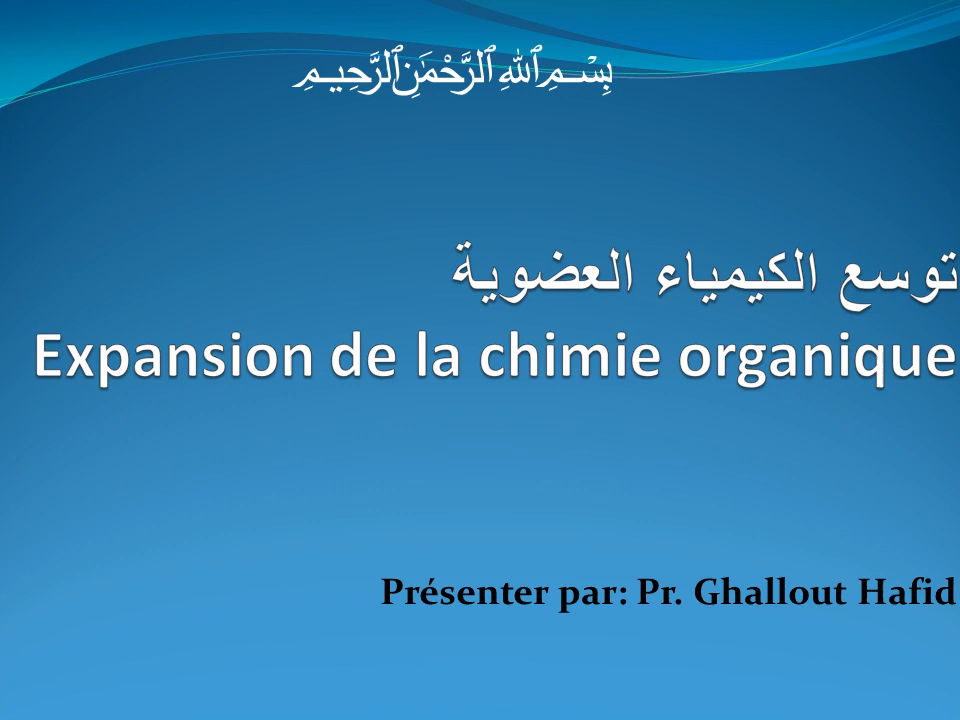 بِسْمِ ٱللَّهِ ٱلرَّحْمَٰنِ ٱلرَّحِيمِ
توسع الكيمياء العضوية
Expansion de la chimie organique
Présenter par: Pr. Ghallout Hafid